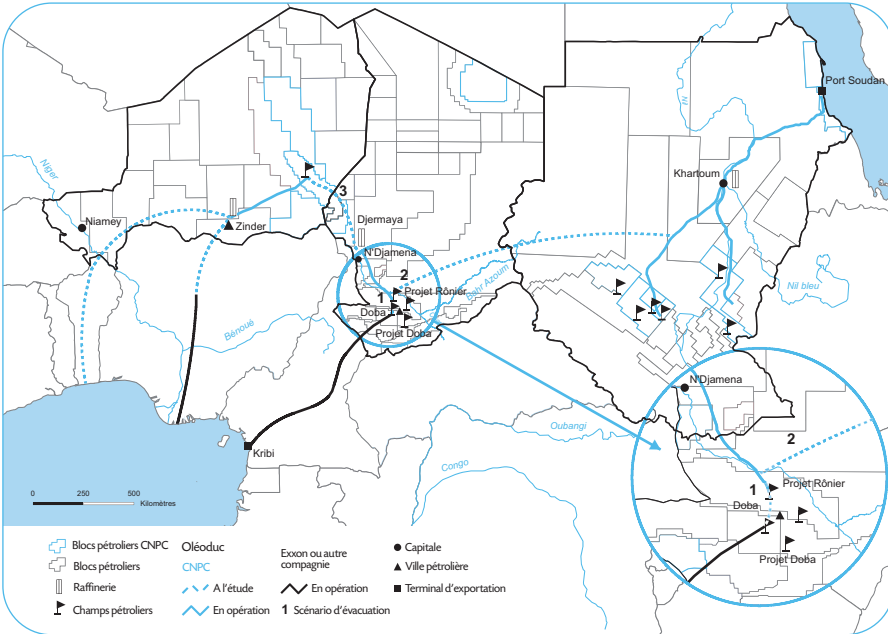 Port Soudan
Nil
Khartoum
Niger
Niamey
Zinder
3
Djermaya
N'Djamena
2
Projet Rônier
1
Doba
Projet Doba
Bahr Azoum
Nil bleu
Bénoué
N'Djamena
2
Projet Rônier
1
Doba
Projet Doba
Oubangi
Congo
Kribi
0 250 500
Kilomètres
Blocs pétroliers CNPC
Blocs pétroliers
Raffinerie
Champs pétroliers
Oléoduc
CNPC
A l'étude
En opération
Exxon ou autre
compagnie
En opération
1 Scénario d'évacuation
Capitale
Ville pétrolière
Terminal d'exportation